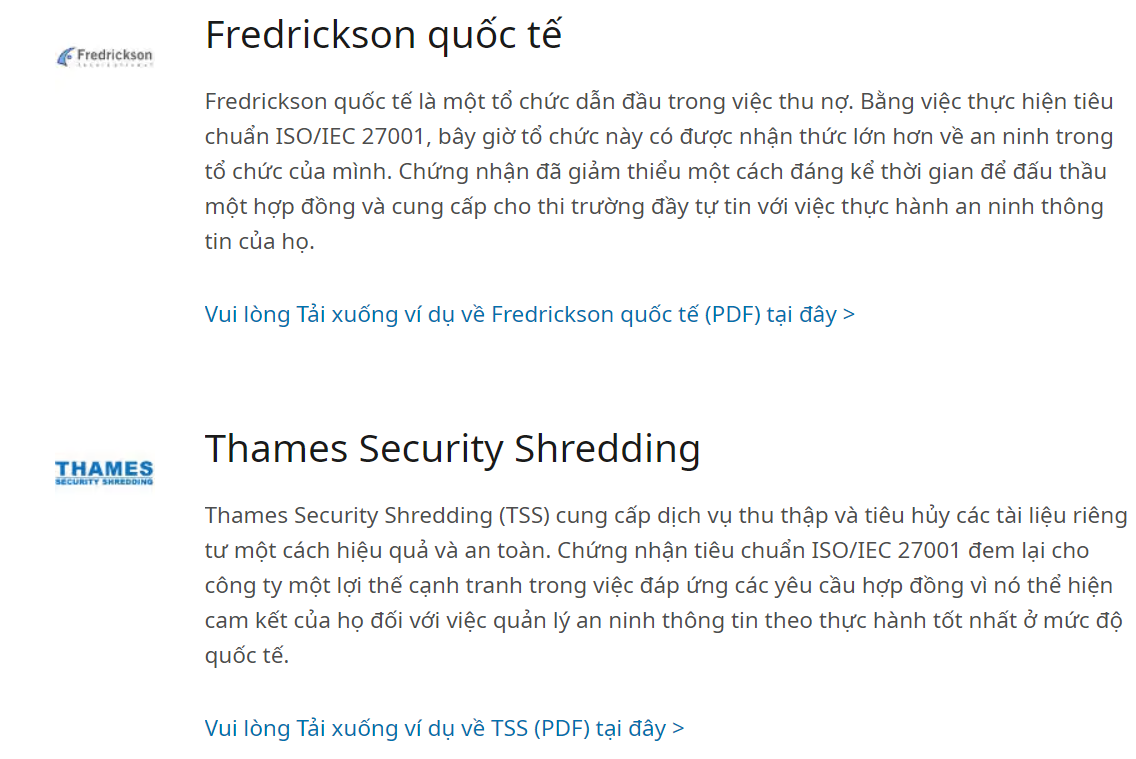 Fredrickson quốc tế
Fredrickson
Fredrickson quốc tế là một tổ chức dẫn đầu trong việc thu nợ. Bằng việc thực hiện tiêu
chuẩn ISO/IEC 27001, bây giờ tổ chức này có được nhận thức lớn hơn về an ninh trong
tổ chức của mình. Chứng nhận đã giảm thiểu một cách đáng kể thời gian để đấu thầu
một hợp đồng và cung cấp cho thi trường đầy tự tin với việc thực hành an ninh thông
tin của họ.
Vui lòng Tải xuống ví dụ về Fredrickson quốc tế (PDF) tại đây >
Thames Security Shredding
THAMES
SECURITY SHREDDING
Thames Security Shredding (TSS) cung cấp dịch vụ thu thập và tiêu hủy các tài liệu riêng
tư một cách hiệu quả và an toàn. Chứng nhận tiêu chuẩn ISO/IEC 27001 đem lại cho
công ty một lợi thế cạnh tranh trong việc đáp ứng các yêu cầu hợp đồng vì nó thể hiện
cam kết của họ đối với việc quản lý an ninh thông tin theo thực hành tốt nhất ở mức độ
quốc tế.
Vui lòng Tải xuống ví dụ về TSS (PDF) tại đây >